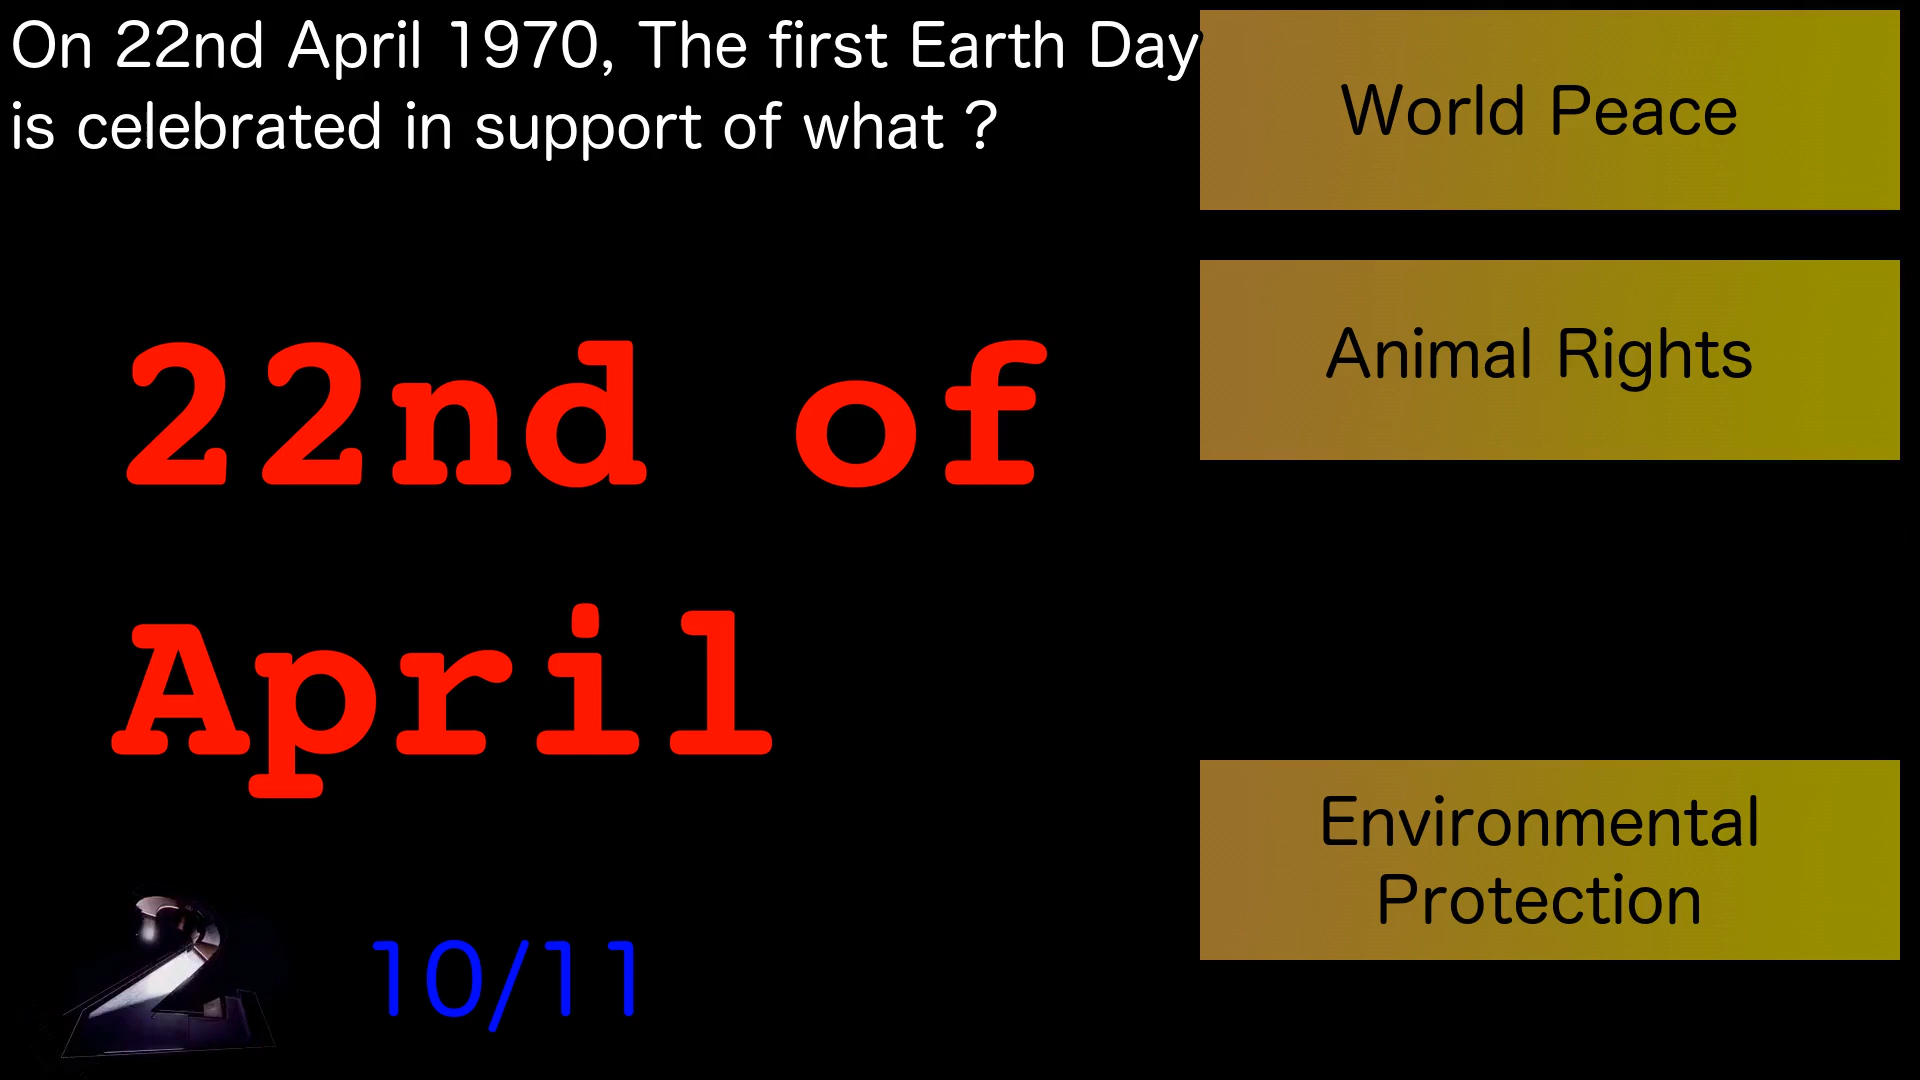 On 22nd April 1970, The first Earth Day
is celebrated in support of what ?
World Peace
Animal Rights
22nd of
April
Environmental
Protection
2
10/11